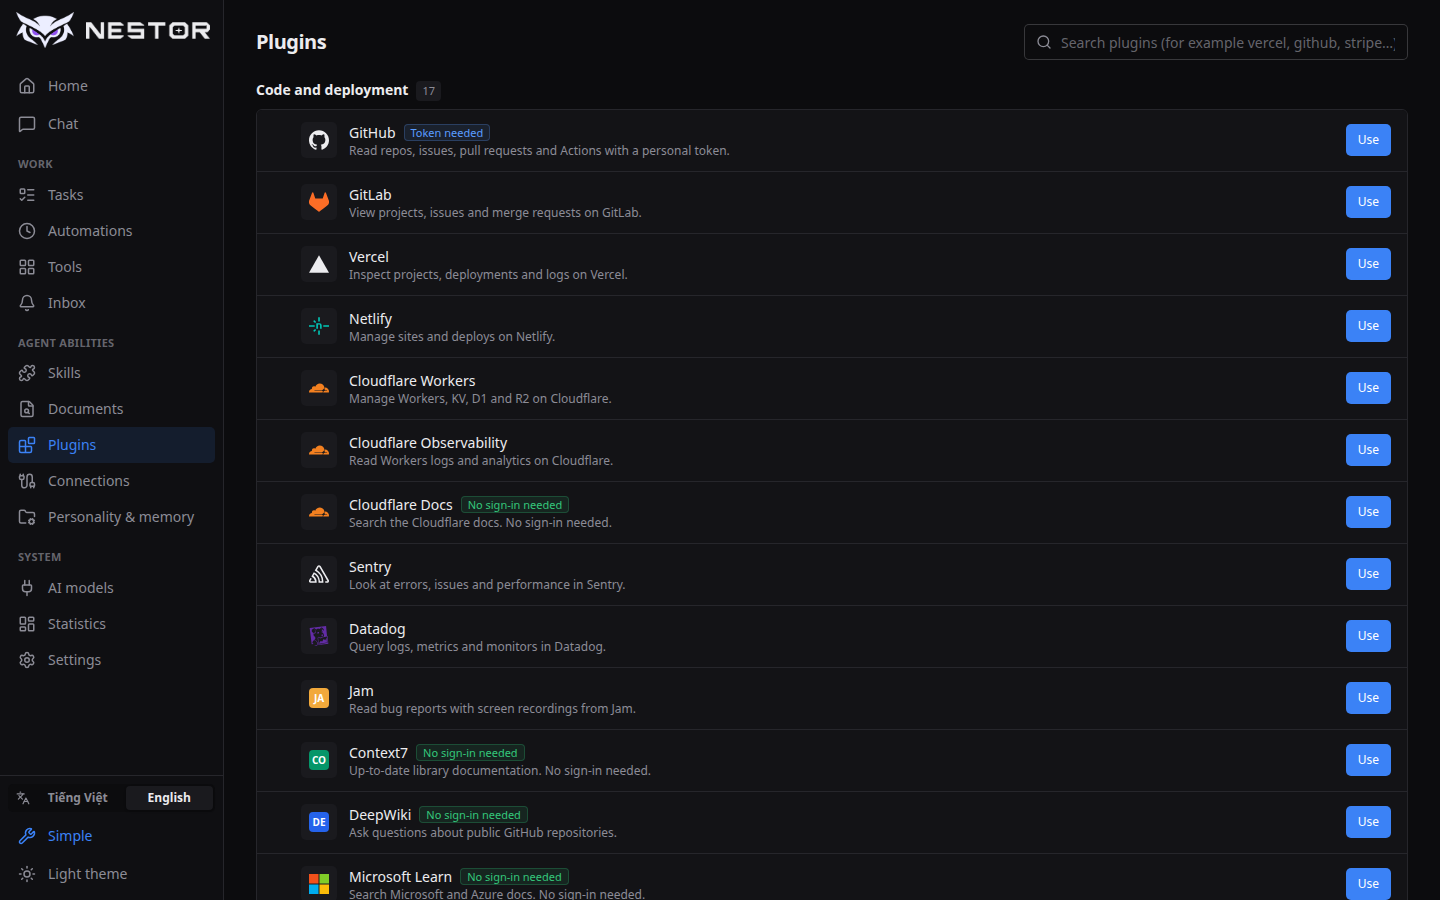 NESTOR
Home
Chat
WORK
Tasks
Automations
Tools
Inbox
AGENT ABILITIES
Skills
Documents
Plugins
Connections
Personality & memory
SYSTEM
AI models
Statistics
Settings
Tiếng Việt English
Simple
Light theme
Plugins
Search plugins (for example vercel, github, stripe...)
Code and deployment 17
GitHub Token needed
Read repos, issues, pull requests and Actions with a personal token.
Use
GitLab
View projects, issues and merge requests on GitLab.
Use
Vercel
Inspect projects, deployments and logs on Vercel.
Use
Netlify
Manage sites and deploys on Netlify.
Use
Cloudflare Workers
Manage Workers, KV, D1 and R2 on Cloudflare.
Use
Cloudflare Observability
Read Workers logs and analytics on Cloudflare.
Use
Cloudflare Docs No sign-in needed
Search the Cloudflare docs. No sign-in needed.
Use
Sentry
Look at errors, issues and performance in Sentry.
Use
Datadog
Query logs, metrics and monitors in Datadog.
Use
JA
Jam
Read bug reports with screen recordings from Jam.
Use
CO
Context7 No sign-in needed
Up-to-date library documentation. No sign-in needed.
Use
DE
DeepWiki No sign-in needed
Ask questions about public GitHub repositories.
Use
Microsoft Learn No sign-in needed
Search Microsoft and Azure docs. No sign-in needed.
Use